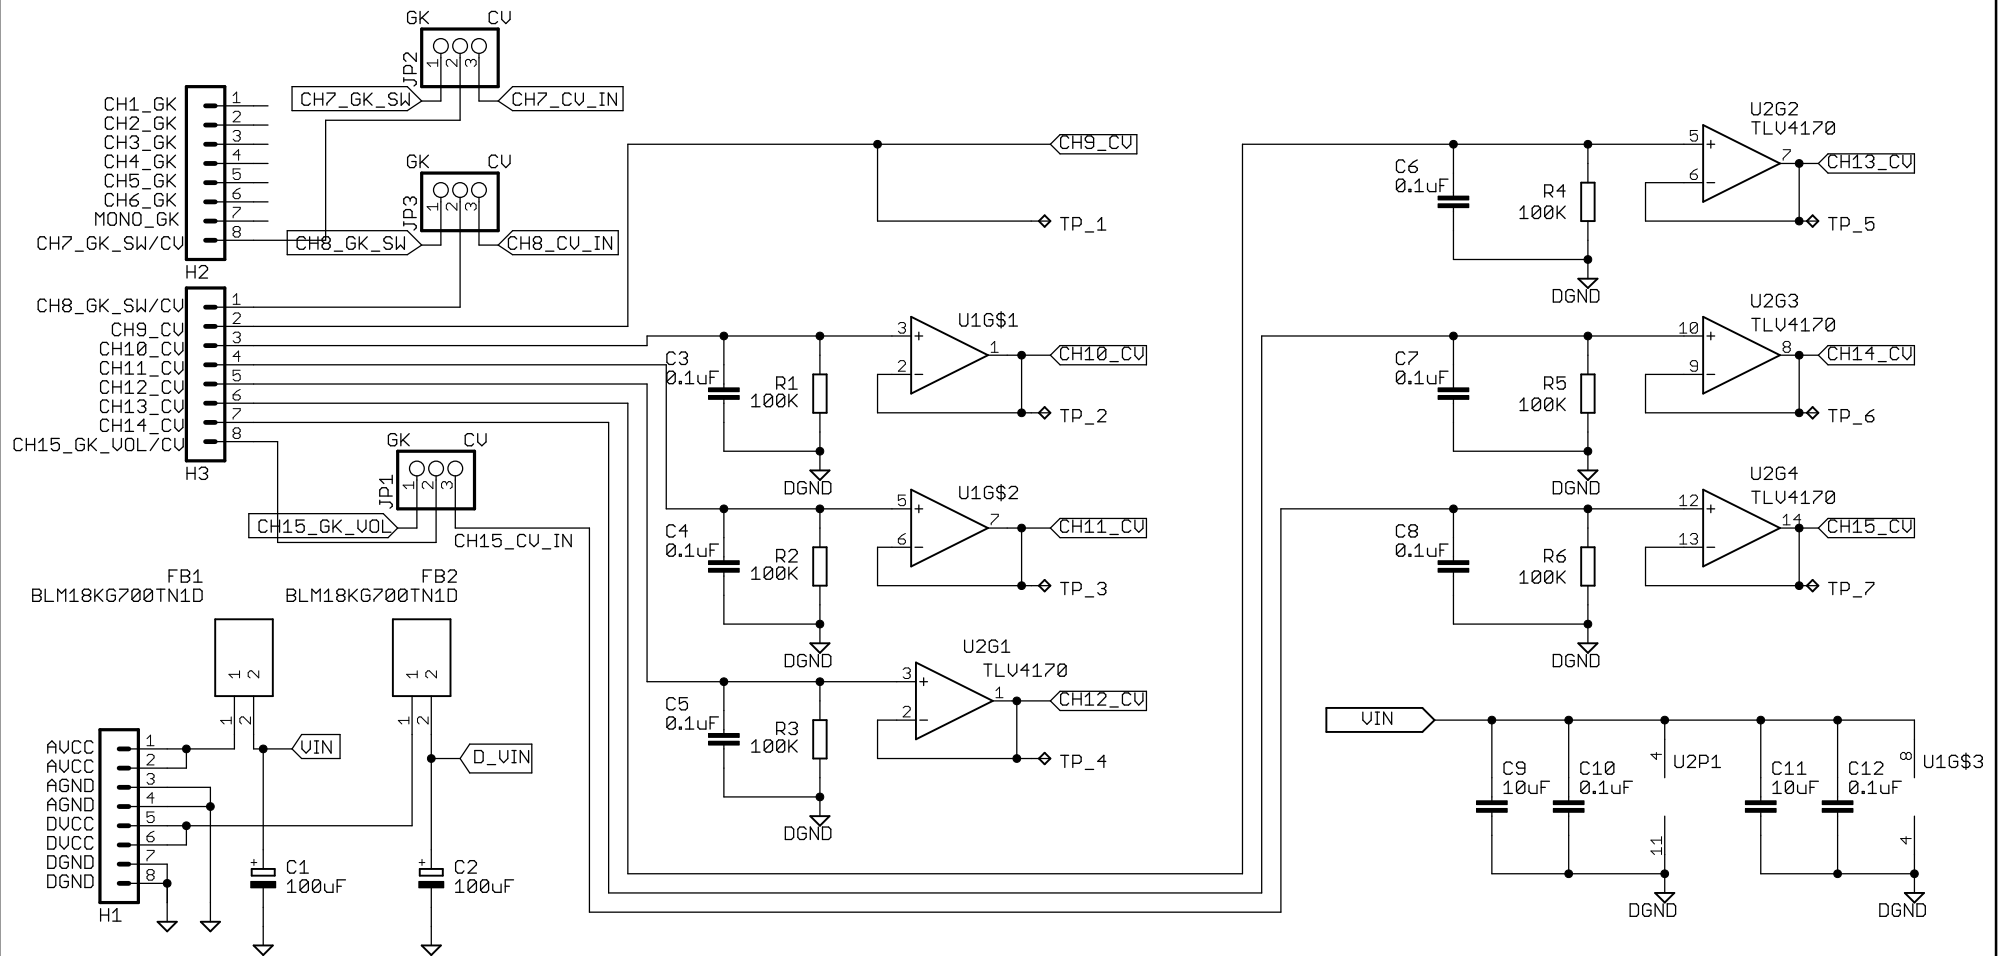 GK CV
JP2
1 2 3
CH7_GK_SW
CH7_CV_IN
CH1_GK 1
CH2_GK 2
CH3_GK 3
CH4_GK 4
CH5_GK 5
CH6_GK 6
MONO_GK 7
CH7_GK_SW/CV 8
H2
GK CV
JP3
1 2 3
CH8_GK_SW
CH8_CV_IN
CH8_GK_SW/CV 1
CH9_CV 2
CH10_CV 3
CH11_CV 4
CH12_CV 5
CH13_CV 6
CH14_CV 7
CH15_GK_VOL/CV 8
H3
GK CV
JP1
1 2 3
CH15_GK_VOL
CH15_CV_IN
FB1
BLM18KG700TN1D
1 2
1 2
FB2
BLM18KG700TN1D
1 2
1 2
AVCC 1
AVCC 2
AGND 3
AGND 4
DVCC 5
DVCC 6
DGND 7
DGND 8
H1
VIN
D_VIN
+
C1
100uF
+
C2
100uF
CH9_CV
TP_1
C3
0.1uF
R1
100K
DGND
U1G$1
3 +
2 −
1
CH10_CV
TP_2
C4
0.1uF
R2
100K
DGND
U1G$2
5 +
6 −
7
CH11_CV
TP_3
C5
0.1uF
R3
100K
DGND
U2G1
TLV4170
3 +
2 −
1
CH12_CV
TP_4
C6
0.1uF
R4
100K
DGND
U2G2
TLV4170
5 +
6 −
7
CH13_CV
TP_5
C7
0.1uF
R5
100K
DGND
U2G3
TLV4170
10 +
9 −
8
CH14_CV
TP_6
C8
0.1uF
R6
100K
DGND
U2G4
TLV4170
12 +
13 −
14
CH15_CV
TP_7
VIN
C9
10uF
C10
0.1uF
4
U2P1
11
DGND
C11
10uF
C12
0.1uF
8
U1G$3
4
DGND